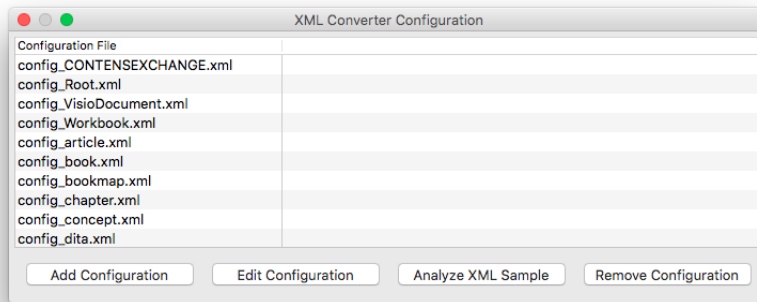 XML Converter Configuration
Configuration File
config_CONTENSEXCHANGE.xml
config_Root.xml
config_VisioDocument.xml
config_Workbook.xml
config_article.xml
config_book.xml
config_bookmap.xml
config_chapter.xml
config_concept.xml
config_dita.xml
Add Configuration Edit Configuration Analyze XML Sample Remove Configuration